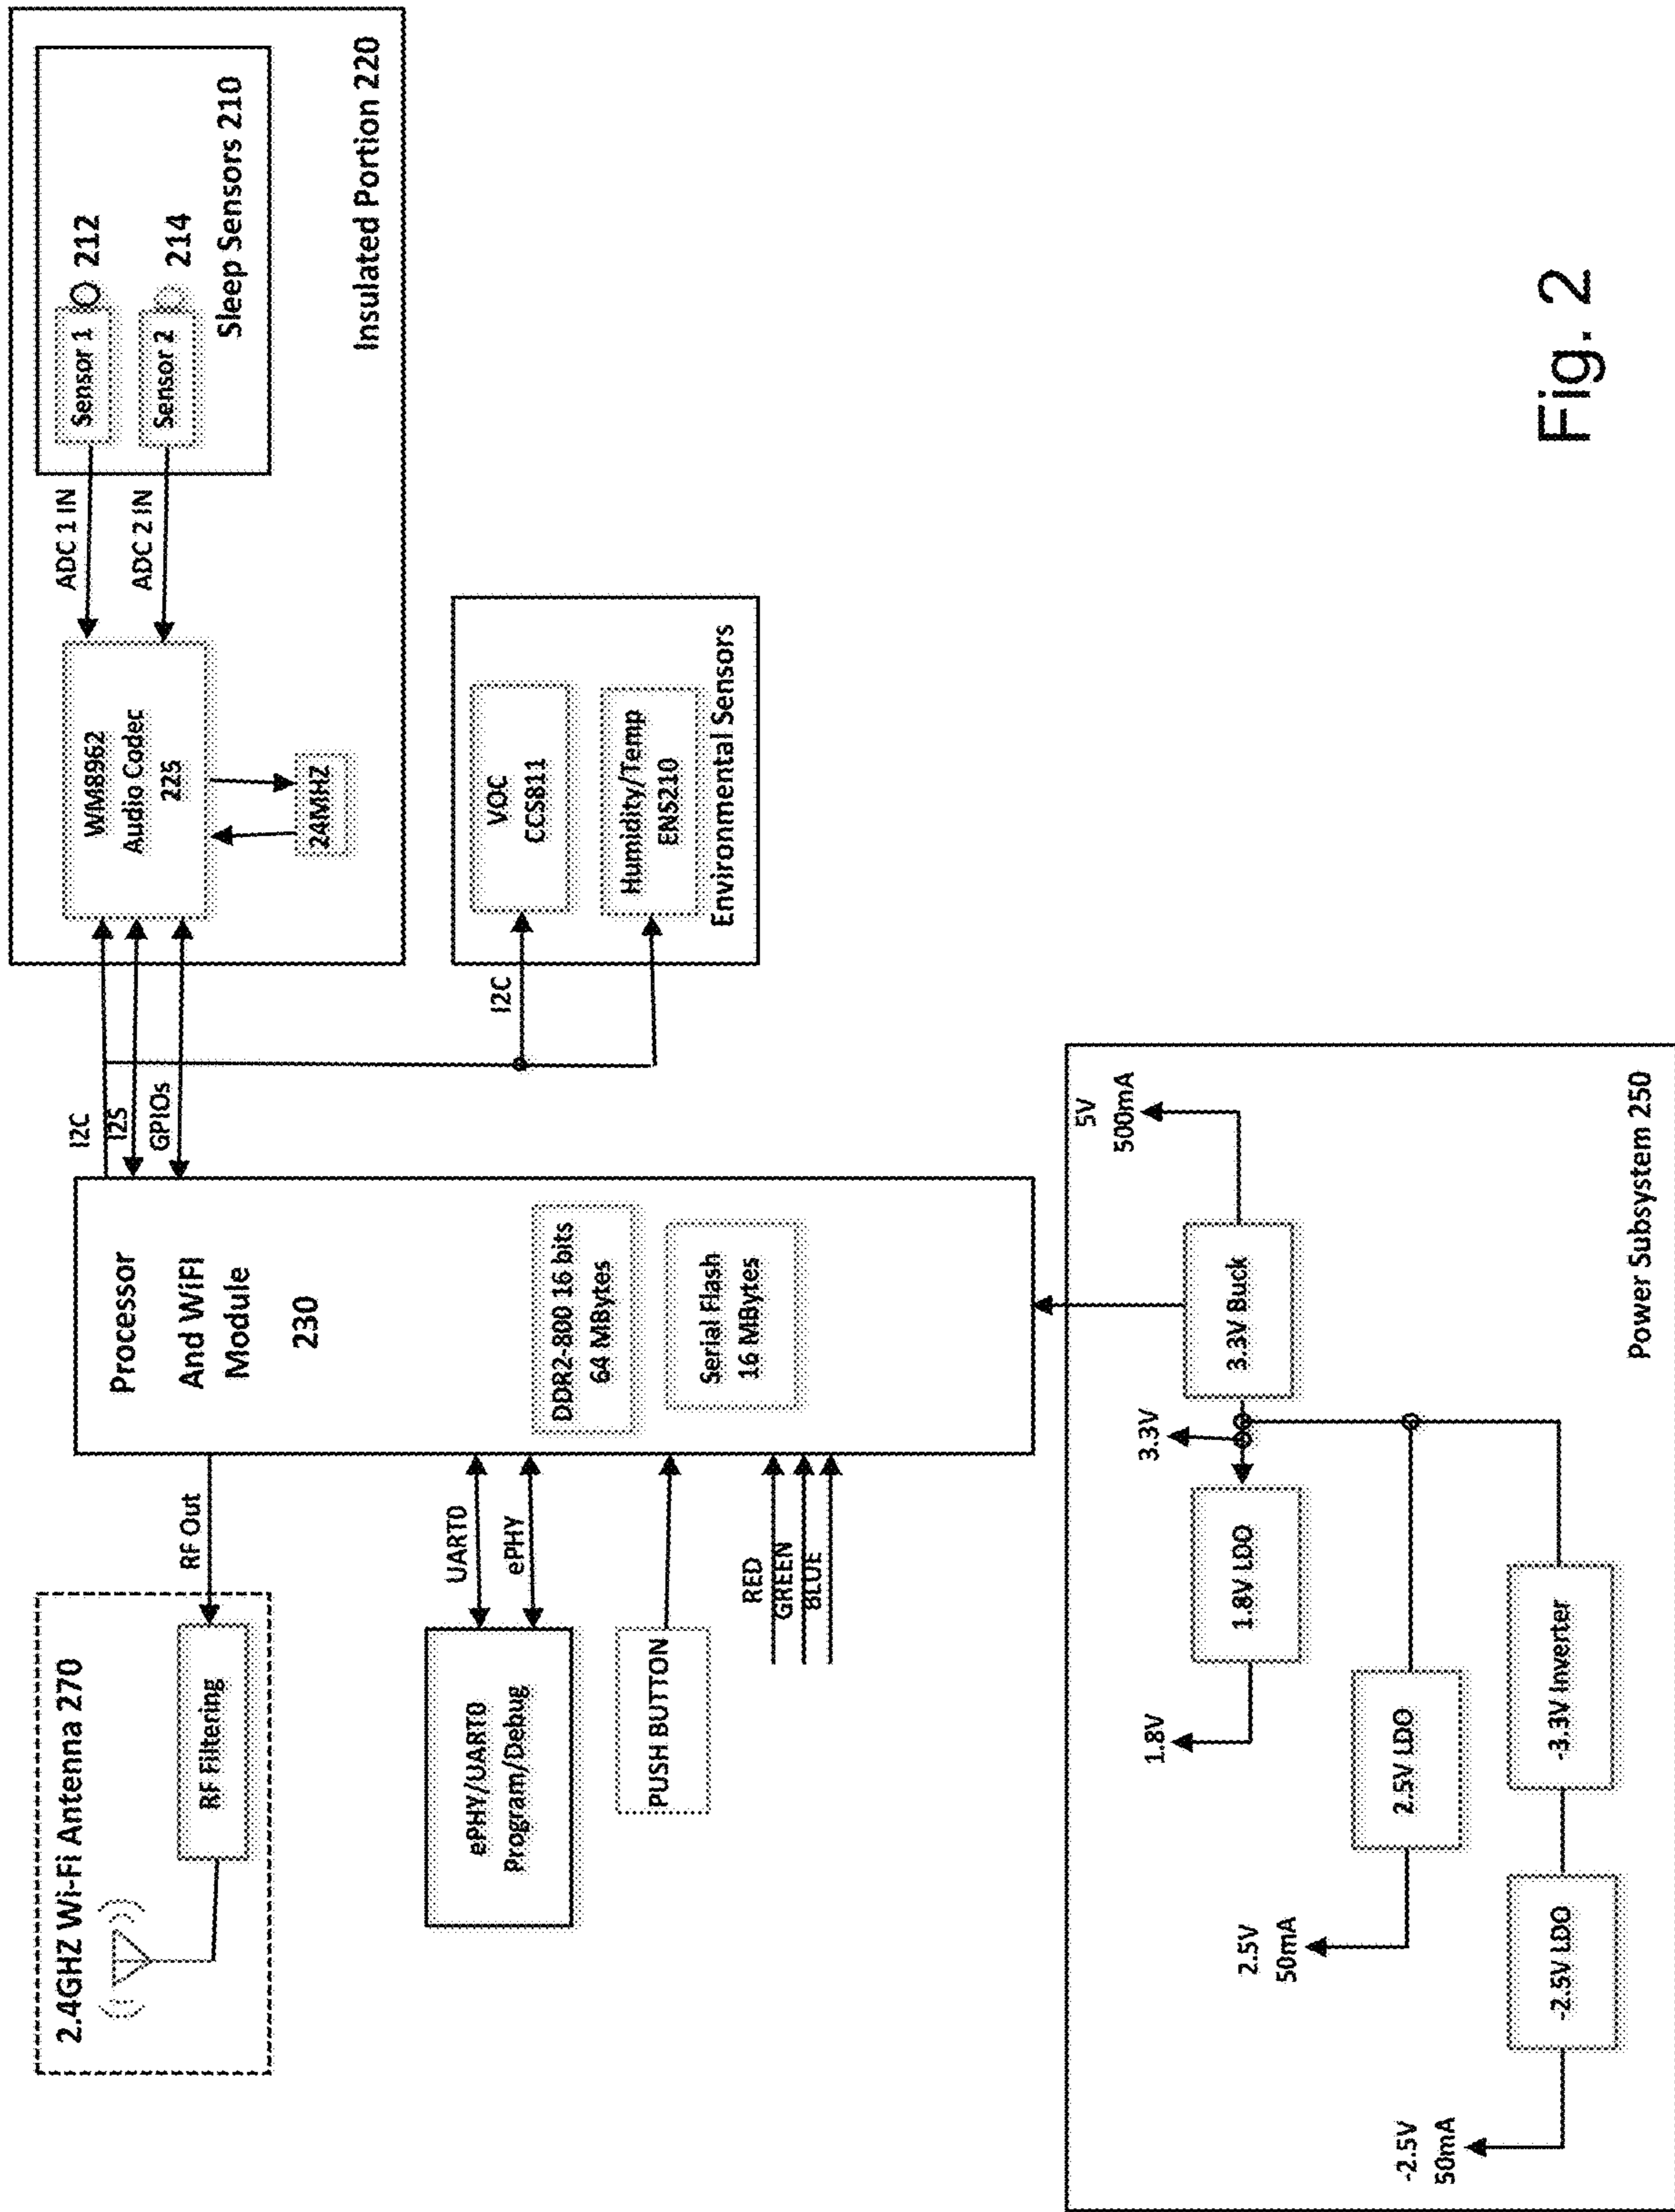 2.4GHZ Wi-Fi Antenna 270
RF Filtering
RF Out
ePHY/UART0
Program/Debug
UART0
ePHY
PUSH BUTTON
RED
GREEN
BLUE
Processor
And WiFI
Module
230
DDR2-800 16 bits
64 MBytes
Serial Flash
16 MBytes
I2C
I2S
GPIOs
WM8962
Audio Codec
225
24MHZ
ADC 1 IN
ADC 2 IN
Sensor 1
212
Sensor 2
214
Sleep Sensors 210
Insulated Portion 220
I2C
VOC
CCS811
Humidity/Temp
ENS210
Environmental Sensors
5V
500mA
3.3V Buck
3.3V
1.8V LDO
1.8V
2.5V LDO
2.5V
50mA
-3.3V Inverter
-2.5V LDO
-2.5V
50mA
Power Subsystem 250
Fig. 2